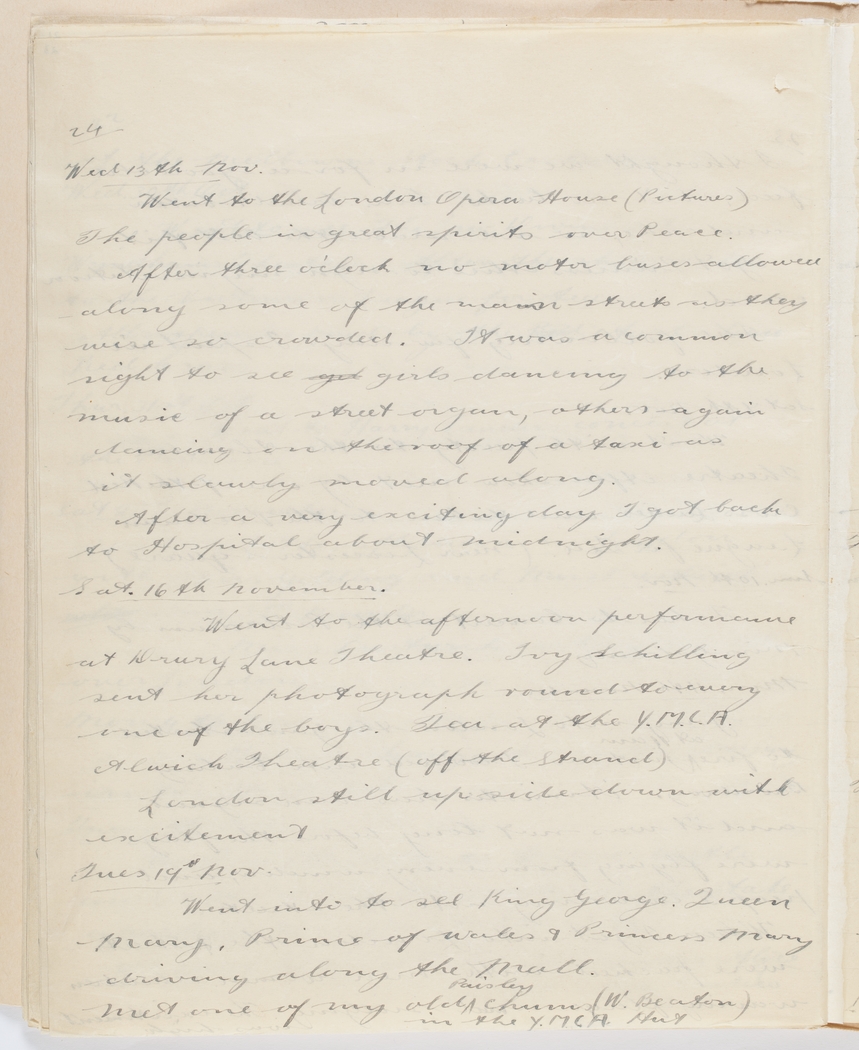 24
Wed 13th Nov.
Went to the London Opera House (Pictures)
The people in great spirits over Peace.
After three o'clock no motor buses allowed
along some of the main streets as they
were so crowded. It was a common
sight to see girls dancing to the
music of a street organ, others again
dancing on the roof of a taxi as
it slowly moved along.
After a very exciting day I got back
to Hospital about midnight.
Sat. 16th November.
Went to the afternoon performance
at Drury Lane Theatre. Ivy Schilling
sent her photograph round to every
one of the boys. Tea at the Y.M.C.A.
Alwich Theatre (off the Strand)
London still up side down with
excitement
Tues 19th Nov.
Went into to see King George. Queen
Mary, Prince of Wales & Princess Mary
driving along the Mall.
Met one of my old Paisley chums (W. Beaton)
in the Y.M.C.A. Hut